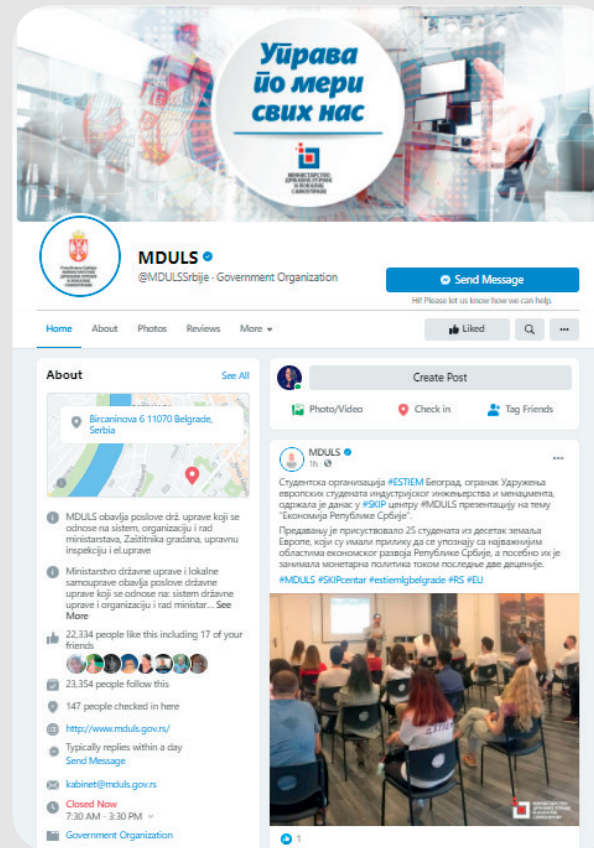 Управа
по мери
свих нас
МИНИСТАРСТВО
ДРЖАВНЕ УПРАВЕ
И ЛОКАЛНЕ
САМОУПРАВЕ
MDULS
@MDULSSrbije · Government Organization
Send Message
Hi! Please let us know how we can help.
Home About Photos Reviews More
Liked
About See All
Bircaninova 6 11070 Belgrade,
Serbia
MDULS obavlja poslove drž. uprave koji se
odnose na sistem, organizaciju i rad
ministarstava, Zaštitnika građana, upravnu
inspekciju i el.uprave
Ministarstvo državne uprave i lokalne
samouprave obavlja poslove državne
uprave koji se odnose na: sistem državne
uprave i organizaciju i rad ministar... See
More
22,334 people like this including 17 of your
friends
23,354 people follow this
147 people checked in here
http://www.mduls.gov.rs/
Typically replies within a day
Send Message
kabinet@mduls.gov.rs
Closed Now
7:30 AM - 3:30 PM
Government Organization
Create Post
Photo/Video Check in Tag Friends
MDULS
1h ·
Студентска организација #ESTIEM Београд, огранак Удружења
европских студената индустријског инжењерства и менаџмента,
одржала је данас у #SKIP центру #MDULS презентацију на тему
"Економија Републике Србије".
Предавању је присуствовало 25 студената из десетак земаља
Европе, који су имали прилику да се упознају са најважнијим
областима економског развоја Републике Србије, а посебно их је
занимала монетарна политика током последње две деценије.
#MDULS #SKIPcentar #estiemlgbelgrade #RS #EU
1